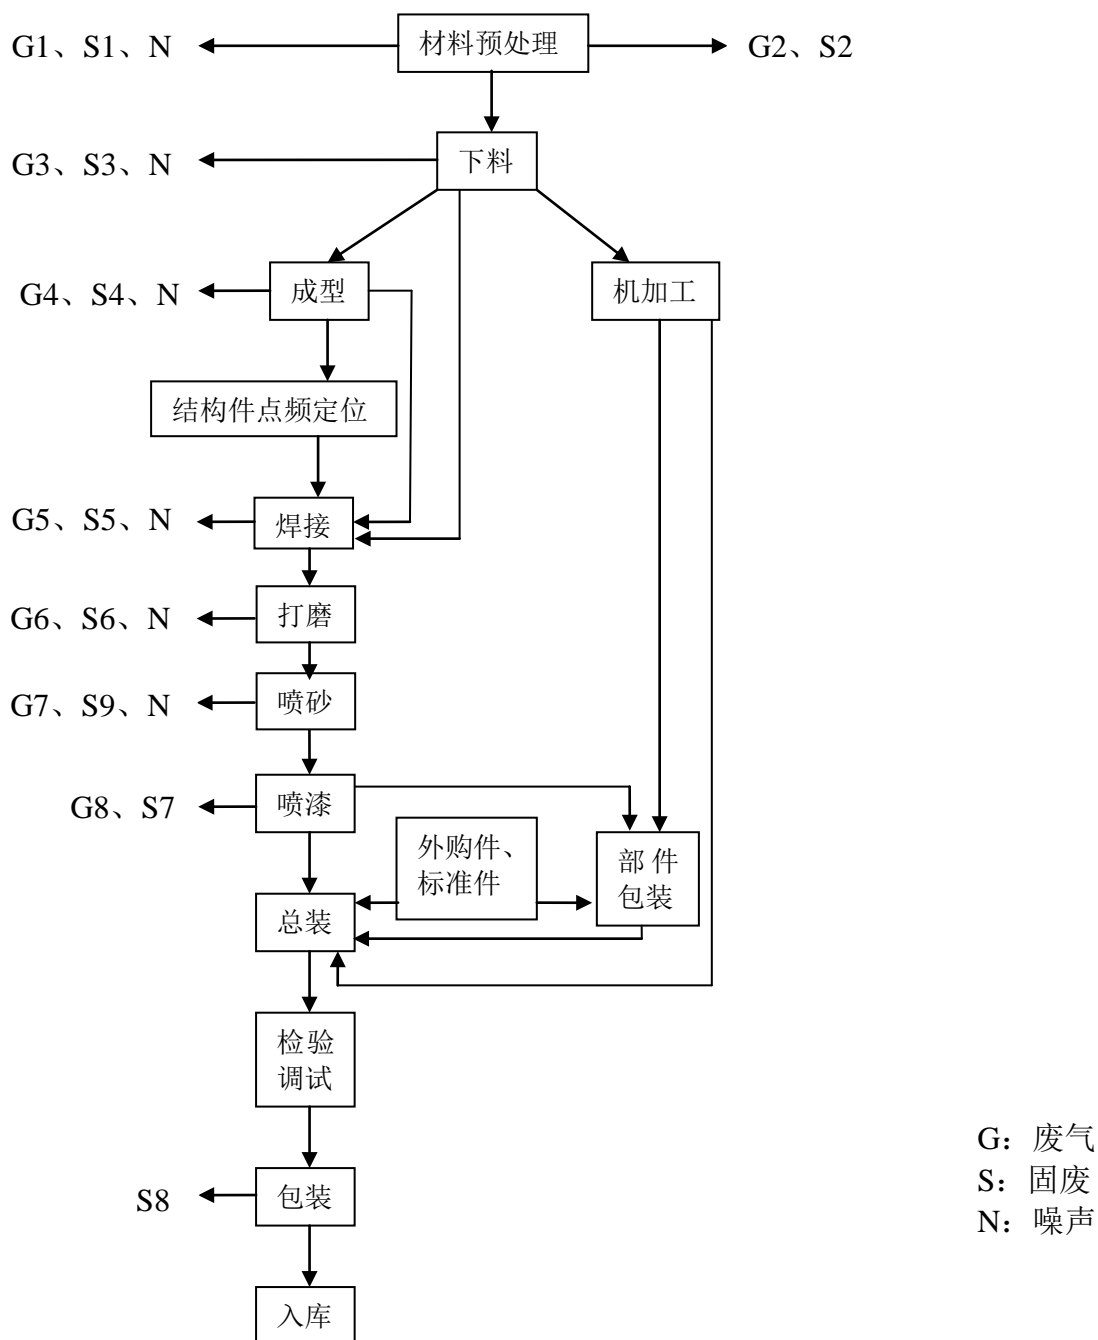 G1、S1、N
材料预处理
G2、S2
G3、S3、N
下料
G4、S4、N
成型
机加工
结构件点频定位
G5、S5、N
焊接
G6、S6、N
打磨
G7、S9、N
喷砂
G8、S7
喷漆
外购件、
标准件
部件
包装
总装
检验
调试
G：废气
S：固废
N：噪声
S8
包装
入库